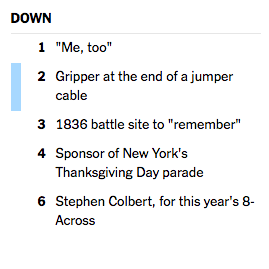 DOWN
1 "Me, too"
2 Gripper at the end of a jumper
cable
3 1836 battle site to "remember"
4 Sponsor of New York's
Thanksgiving Day parade
6 Stephen Colbert, for this year's 8-
Across